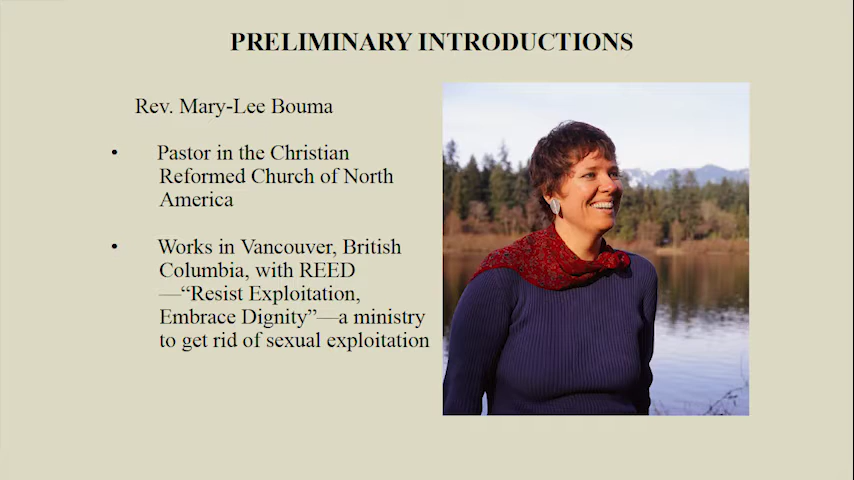 PRELIMINARY INTRODUCTIONS
Rev. Mary-Lee Bouma
• Pastor in the Christian
Reformed Church of North
America
• Works in Vancouver, British
Columbia, with REED
—“Resist Exploitation,
Embrace Dignity”—a ministry
to get rid of sexual exploitation